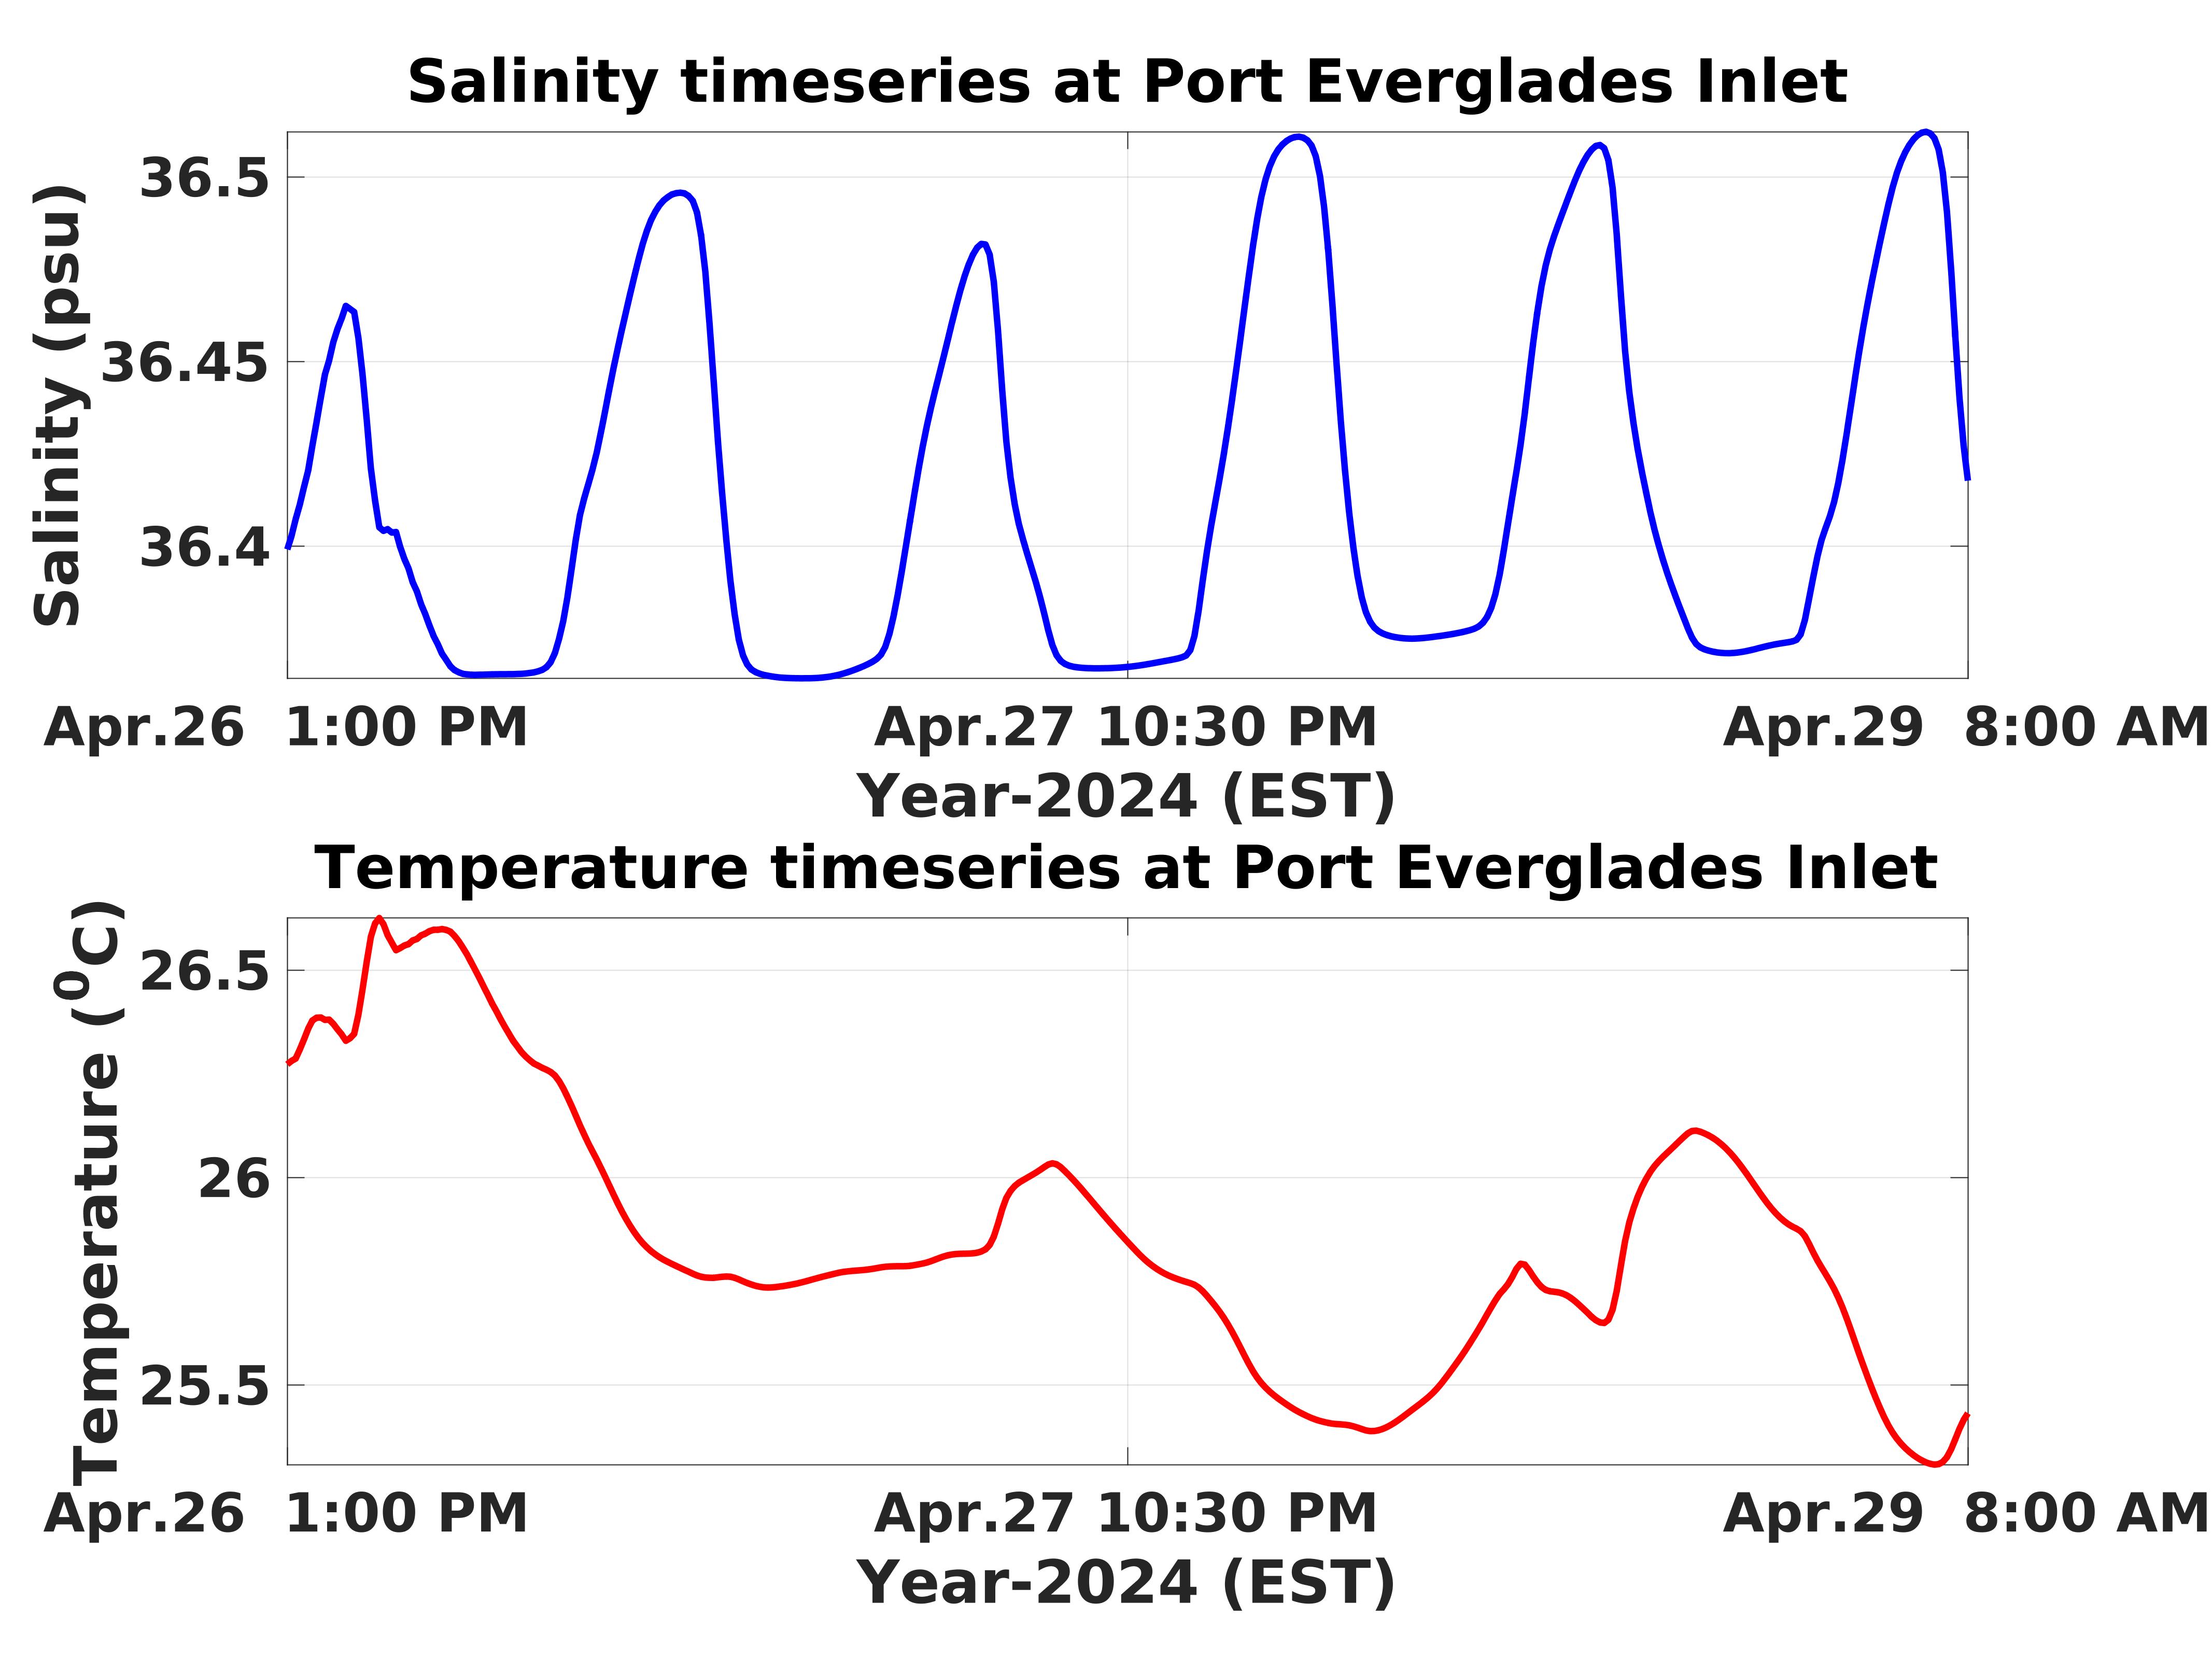 Salinity timeseries at Port Everglades Inlet
Salinity (psu)
36.5
36.45
36.4
Apr.26  1:00 PM
Apr.27 10:30 PM
Apr.29  8:00 AM
Year-2024 (EST)
Temperature timeseries at Port Everglades Inlet
Temperature (⁰C)
26.5
26
25.5
Apr.26  1:00 PM
Apr.27 10:30 PM
Apr.29  8:00 AM
Year-2024 (EST)